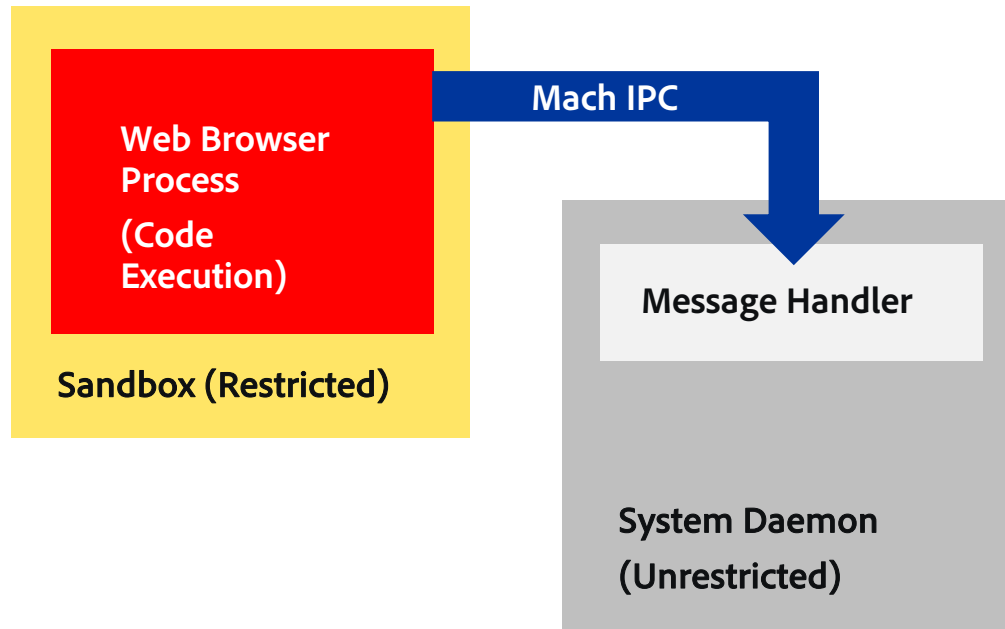 Mach IPC
Web Browser
Process
(Code
Execution)
Message Handler
Sandbox (Restricted)
System Daemon
(Unrestricted)